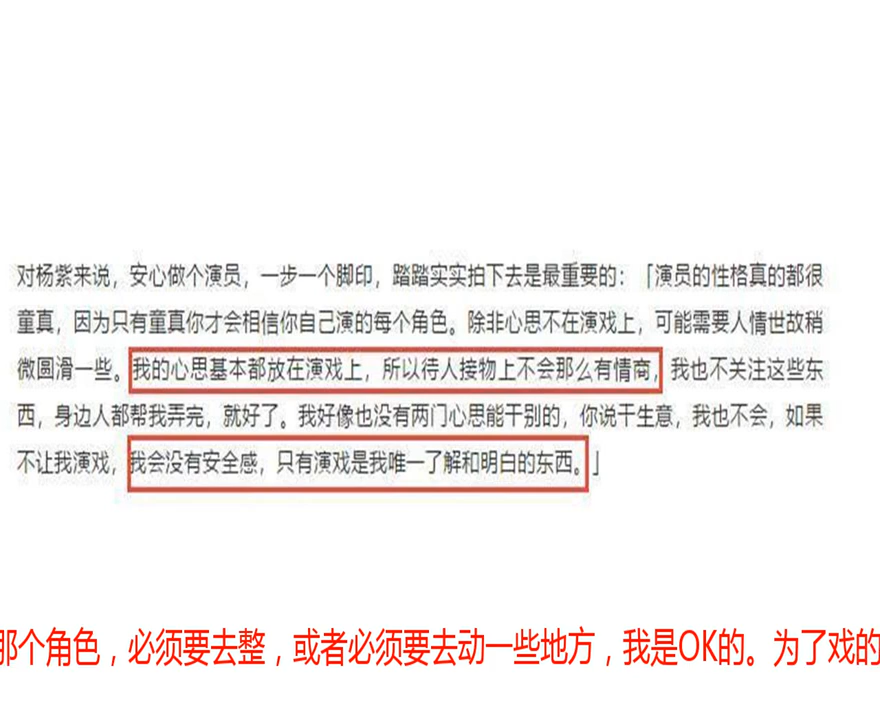 对杨紫来说，安心做个演员，一步一个脚印，踏踏实实拍下去是最重要的：「演员的性格真的都很
童真，因为只有童真你才会相信你自己演的每个角色。除非心思不在演戏上，可能需要人情世故稍
微圆滑一些。我的心思基本都放在演戏上，所以待人接物上不会那么有情商，我也不关注这些东
西，身边人都帮我弄完，就好了。我好像也没有两门心思能干别的，你说干生意，我也不会，如果
不让我演戏，我会没有安全感，只有演戏是我唯一了解和明白的东西。」
那个角色，必须要去整，或者必须要去动一些地方，我是OK的。为了戏的